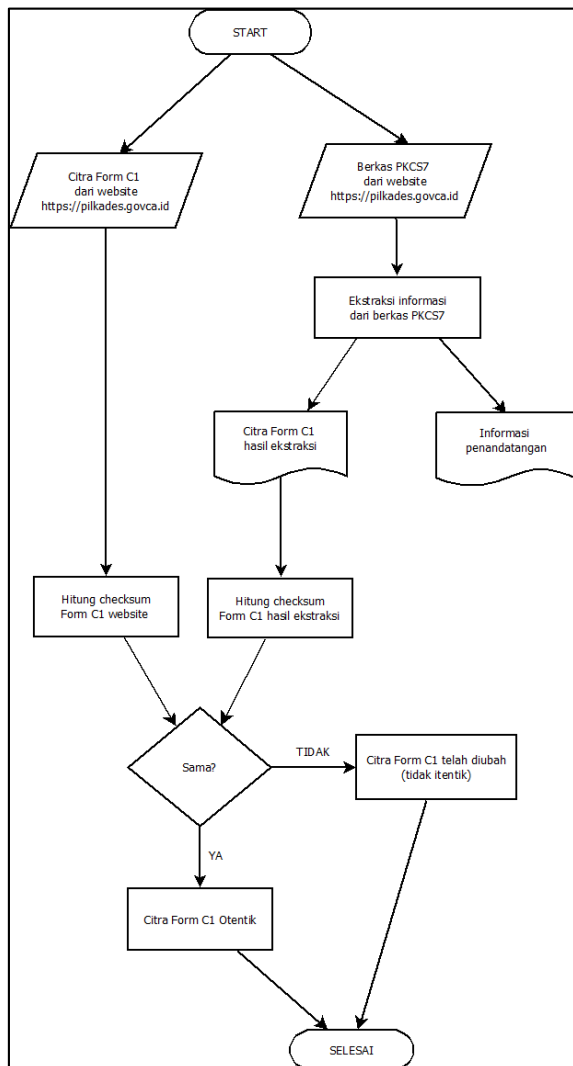 START
Citra Form C1
dari website
https://pilkades.govca.id
Berkas PKCS7
dari website
https://pilkades.govca.id
Ekstraksi informasi
dari berkas PKCS7
Citra Form C1
hasil ekstraksi
Informasi
penandatangan
Hitung checksum
Form C1 website
Hitung checksum
Form C1 hasil ekstraksi
Sama?
TIDAK
Citra Form C1 telah diubah
(tidak itentik)
YA
Citra Form C1 Otentik
SELESAI